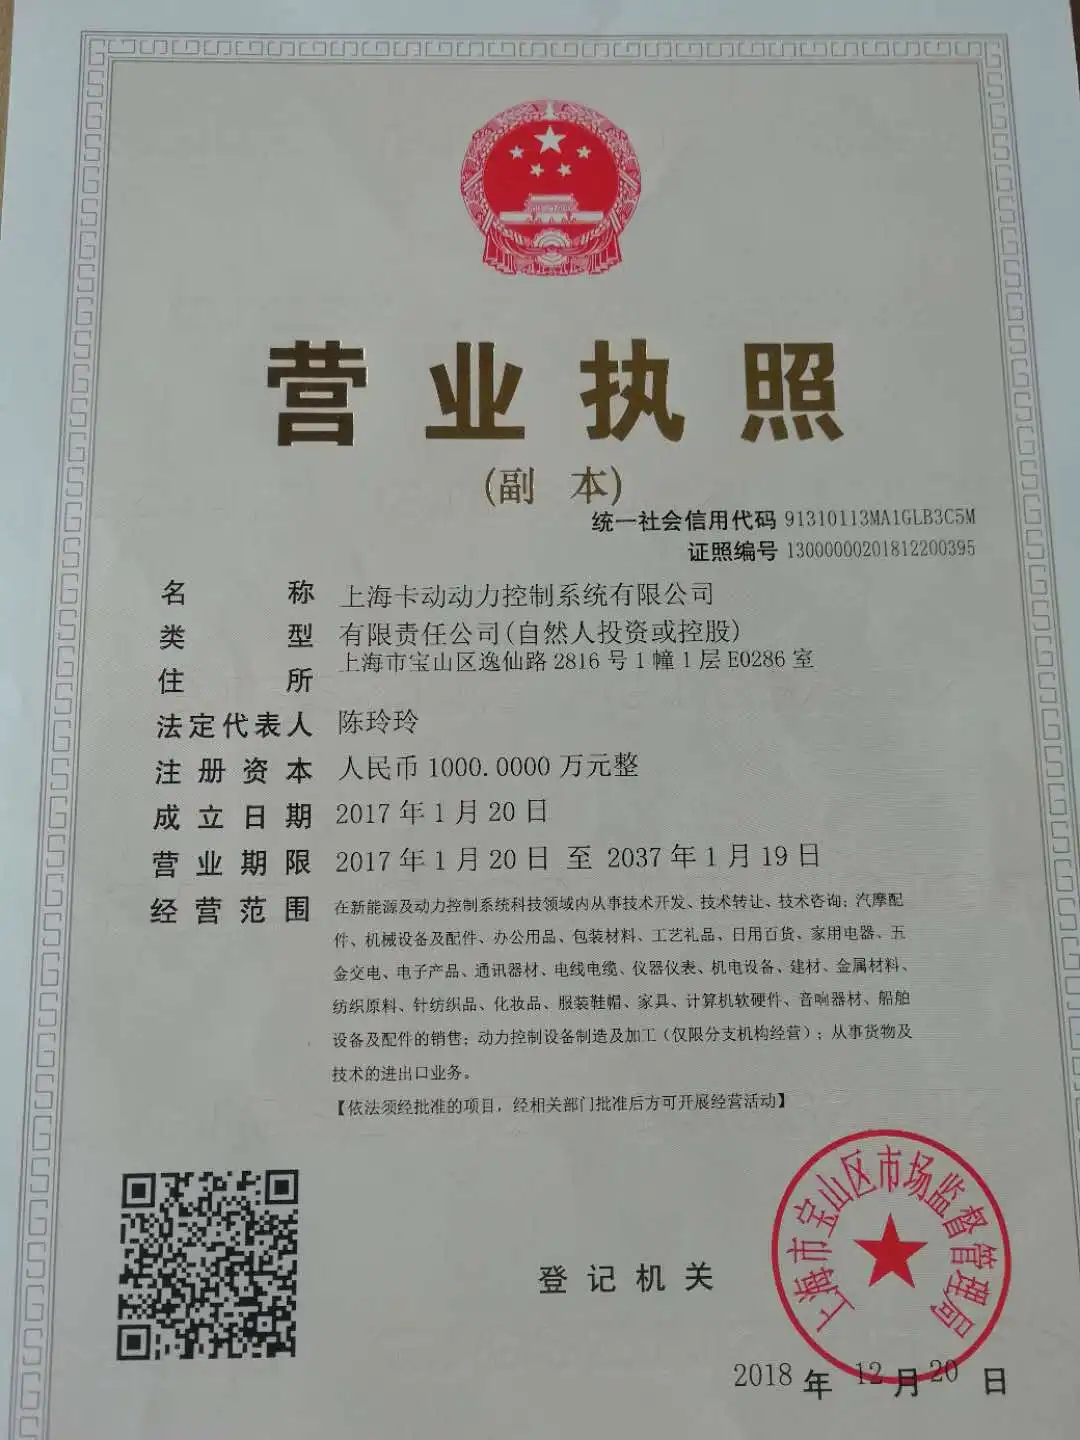 营业执照
(副 本)
统一社会信用代码 91310113MA1GLB3C5M
证照编号 13000000201812200395
名称 上海卡动动力控制系统有限公司
类型 有限责任公司(自然人投资或控股)
住所 上海市宝山区逸仙路2816号1幢1层E0286室
法定代表人 陈玲玲
注册资本 人民币1000.0000万元整
成立日期 2017年1月20日
营业期限 2017年1月20日 至 2037年1月19日
经营范围 在新能源及动力控制系统科技领域内从事技术开发、技术转让、技术咨询；汽摩配
件、机械设备及配件、办公用品、包装材料、工艺礼品、日用百货、家用电器、五
金交电、电子产品、通讯器材、电线电缆、仪器仪表、机电设备、建材、金属材料、
纺织原料、针纺织品、化妆品、服装鞋帽、家具、计算机软硬件、音响器材、船舶
设备及配件的销售；动力控制设备制造及加工（仅限分支机构经营）；从事货物及
技术的进出口业务。
【依法须经批准的项目，经相关部门批准后方可开展经营活动】
登记机关
上海市宝山区市场监督管理局
2018年12月20日